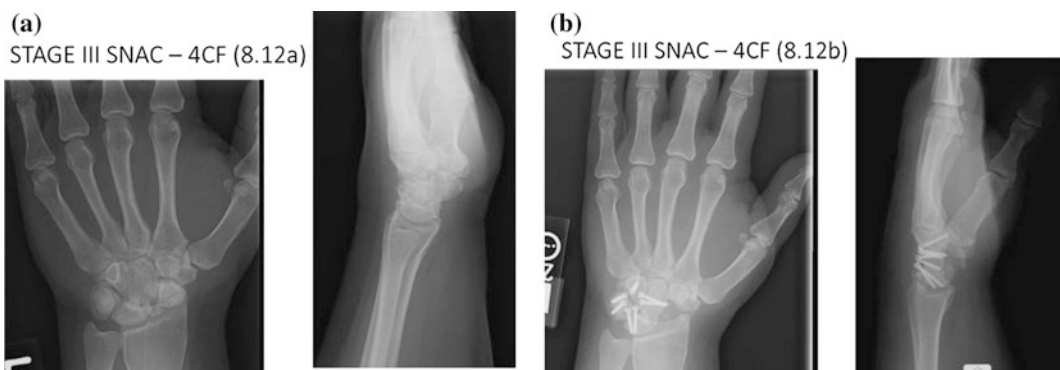 (a)
STAGE III SNAC – 4CF (8.12a)
(b)
STAGE III SNAC – 4CF (8.12b)
L